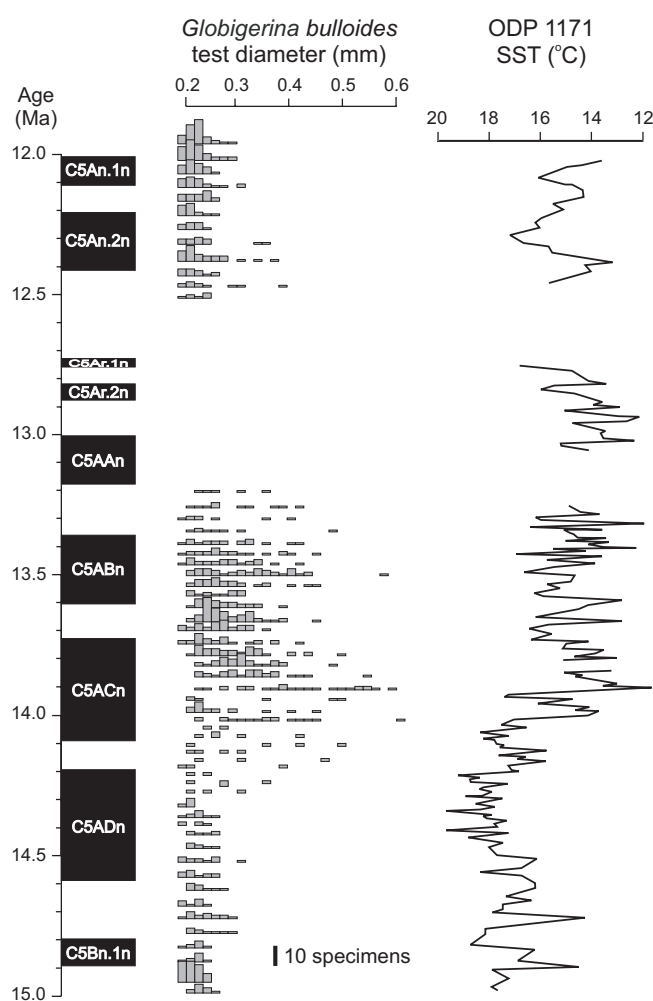 Globigerina bulloides
test diameter (mm)
ODP 1171
SST (°C)
Age
(Ma)
0.2 0.3 0.4 0.5 0.6
20 18 16 14 12
12.0
C5An.1n
C5An.2n
12.5
C5Ar.1n
C5Ar.2n
13.0
C5AAn
C5ABn
13.5
C5ACn
14.0
C5ADn
14.5
C5Bn.1n
10 specimens
15.0